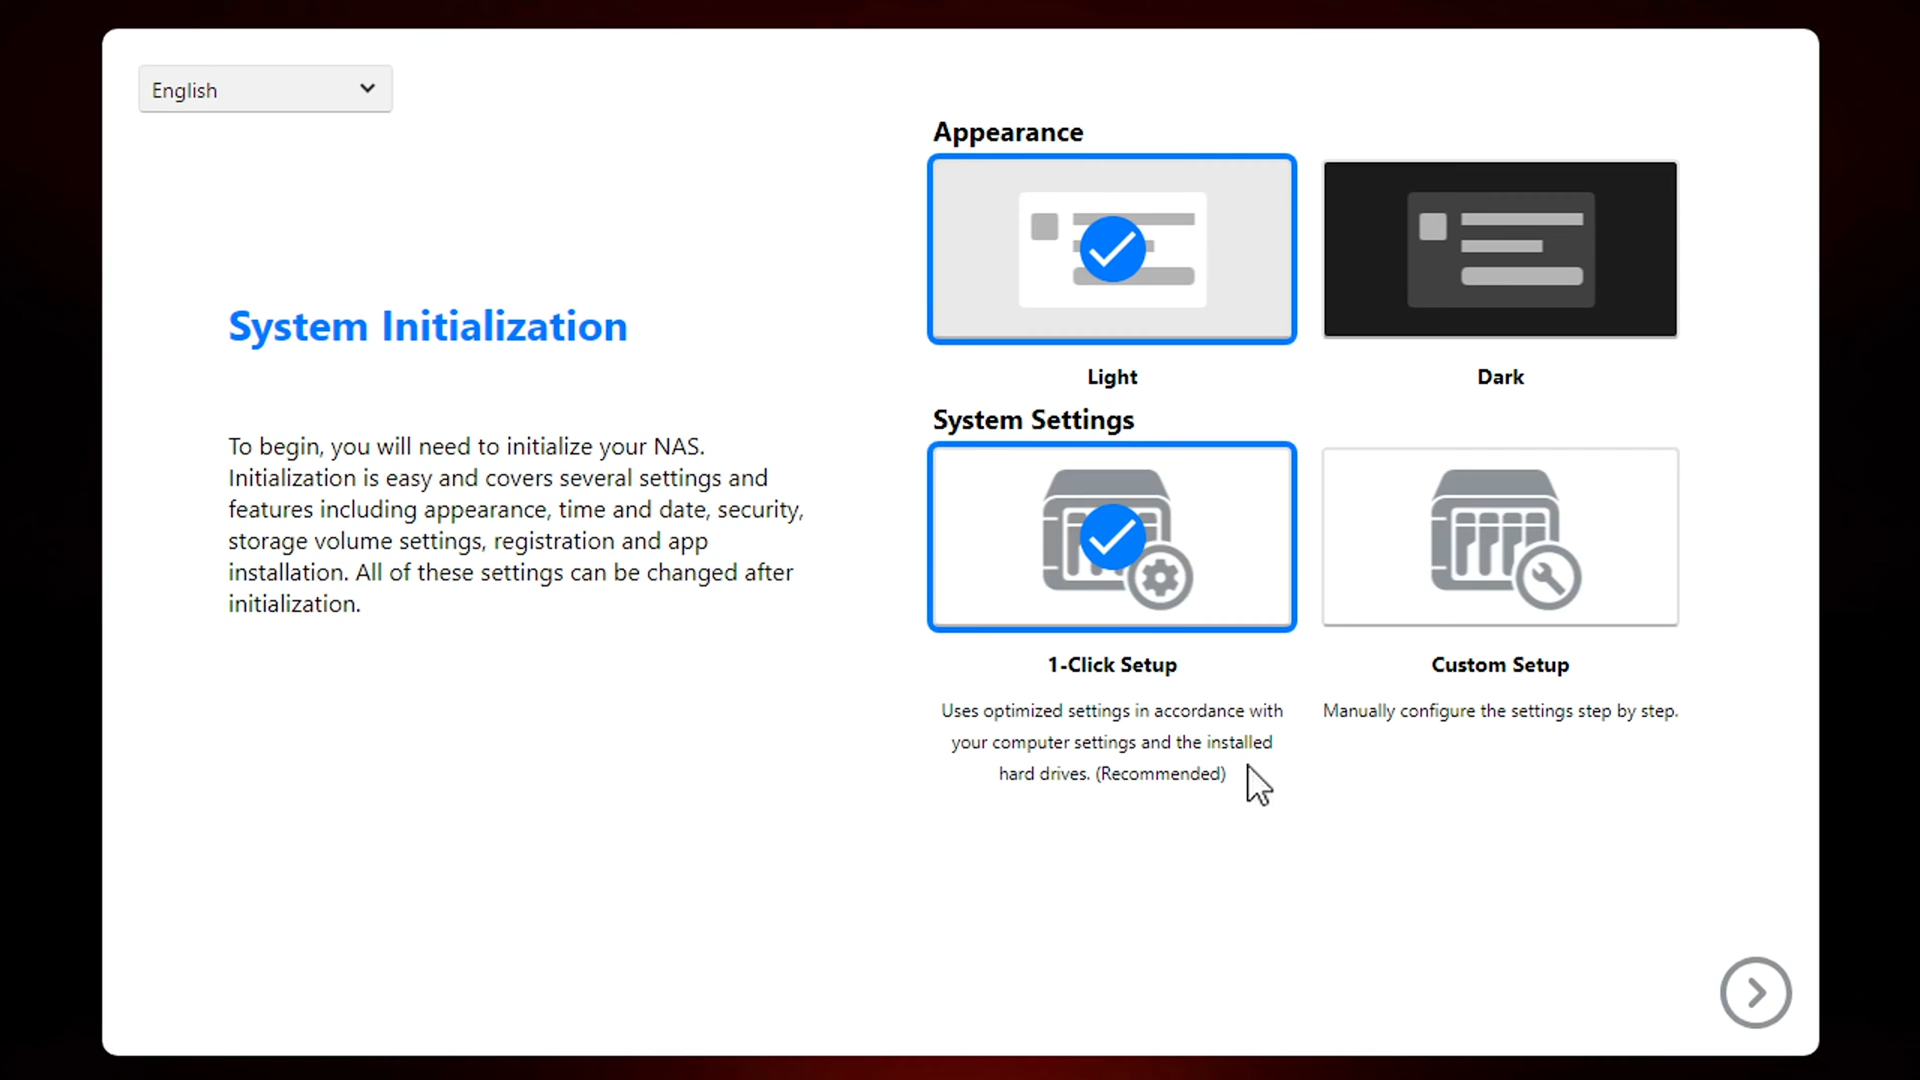 English
System Initialization
To begin, you will need to initialize your NAS.
Initialization is easy and covers several settings and
features including appearance, time and date, security,
storage volume settings, registration and app
installation. All of these settings can be changed after
initialization.
Appearance
Light
Dark
System Settings
1-Click Setup
Uses optimized settings in accordance with
your computer settings and the installed
hard drives. (Recommended)
Custom Setup
Manually configure the settings step by step.